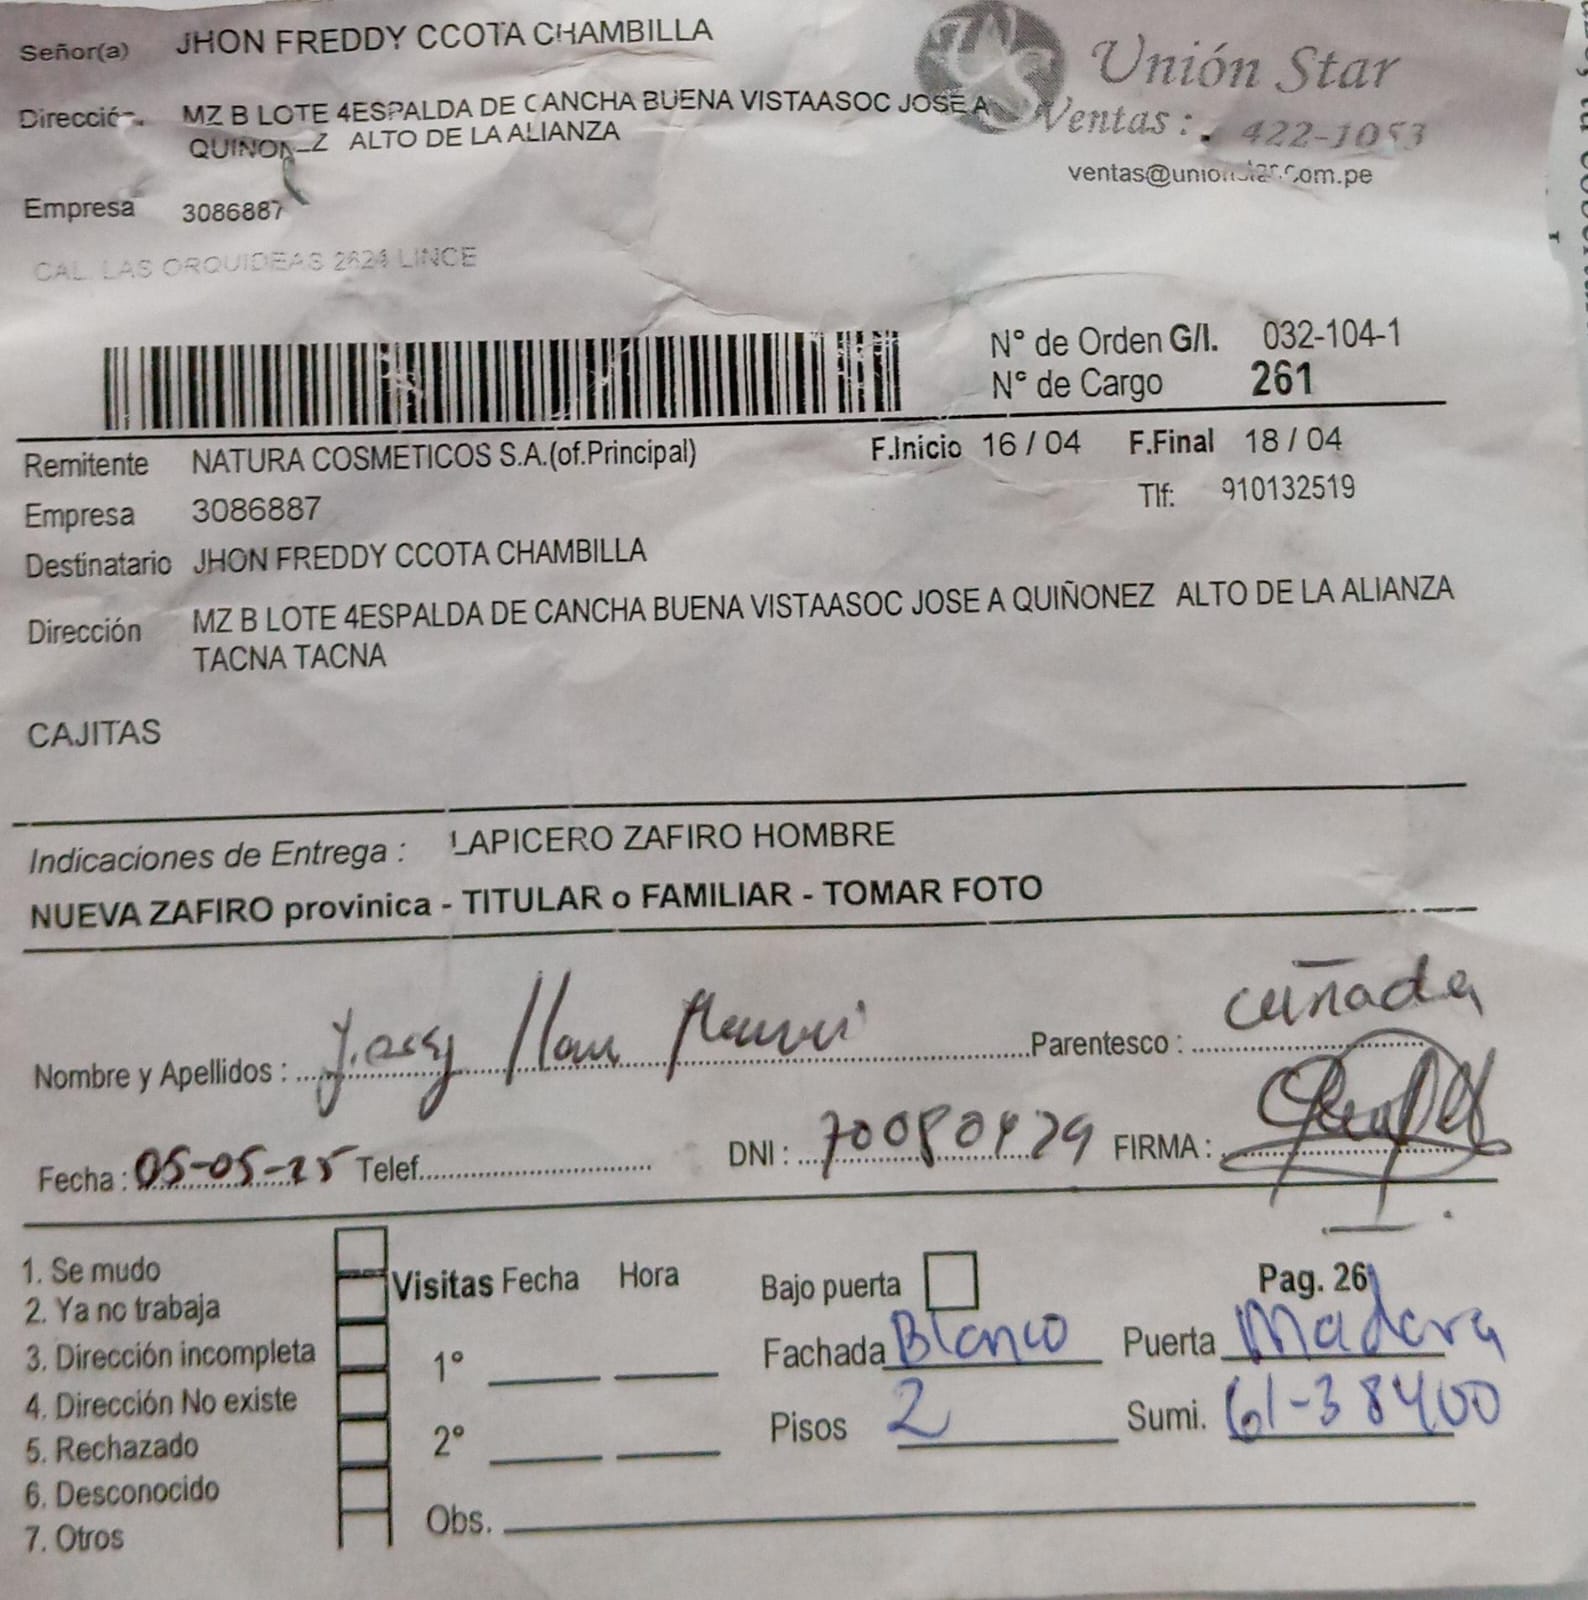 Señor(a) JHON FREDDY CCOTA CHAMBILLA
Unión Star
Dirección. MZ B LOTE 4ESPALDA DE CANCHA BUENA VISTAASOC JOSE A
QUIÑONEZ ALTO DE LA ALIANZA
Ventas : 422-1053
ventas@unionstar.com.pe
Empresa 3086887
CAL. LAS ORQUIDEAS 2624 LINCE
N° de Orden G/I. 032-104-1
N° de Cargo 261
Remitente NATURA COSMETICOS S.A.(of.Principal) F.Inicio 16 / 04 F.Final 18 / 04
Empresa 3086887 Tlf: 910132519
Destinatario JHON FREDDY CCOTA CHAMBILLA
Dirección MZ B LOTE 4ESPALDA DE CANCHA BUENA VISTAASOC JOSE A QUIÑONEZ ALTO DE LA ALIANZA
TACNA TACNA
CAJITAS
Indicaciones de Entrega : LAPICERO ZAFIRO HOMBRE
NUEVA ZAFIRO provinica - TITULAR o FAMILIAR - TOMAR FOTO
Nombre y Apellidos : Parentesco : cuñada
Fecha : 05-05-25 Telef. DNI : 70080429 FIRMA :
1. Se mudo
2. Ya no trabaja
3. Dirección incompleta
4. Dirección No existe
5. Rechazado
6. Desconocido
7. Otros
Visitas Fecha Hora
1°
2°
Obs.
Bajo puerta Pag. 261
Fachada Blanco Puerta Madera
Pisos 2 Sumi. 61-38400